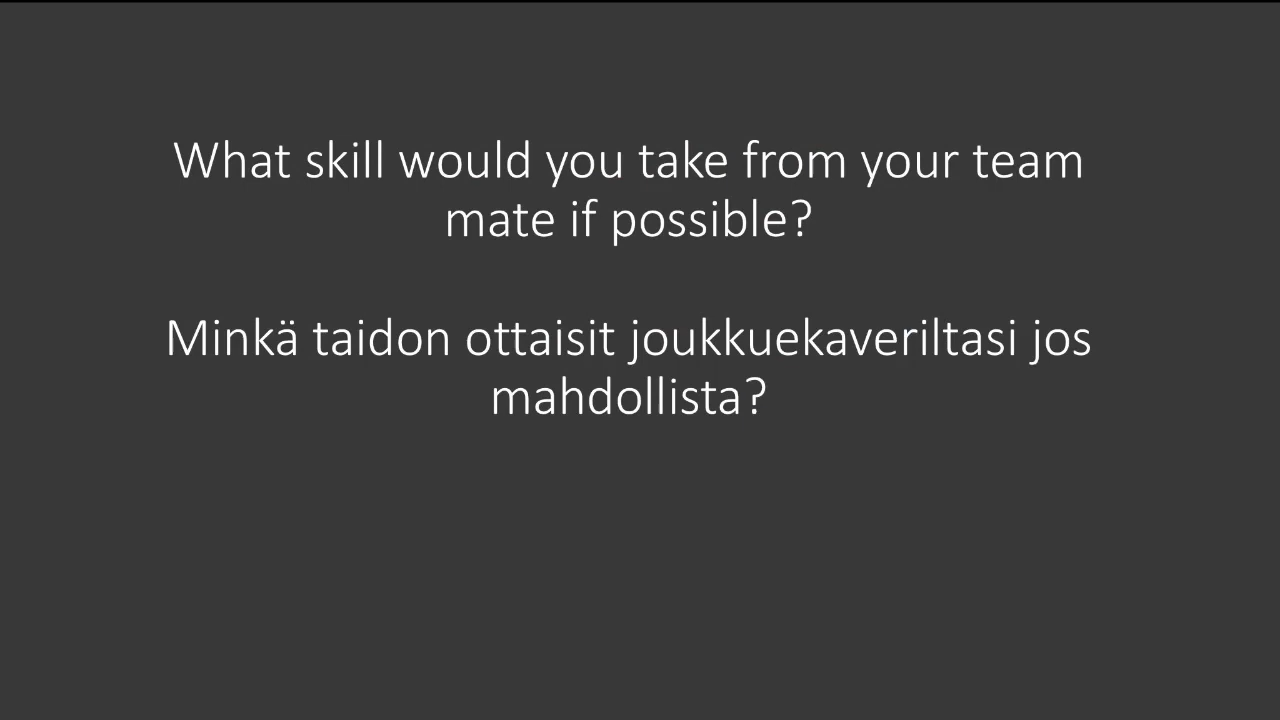 What skill would you take from your team
mate if possible?
Minkä taidon ottaisit joukkuekaveriltasi jos
mahdollista?